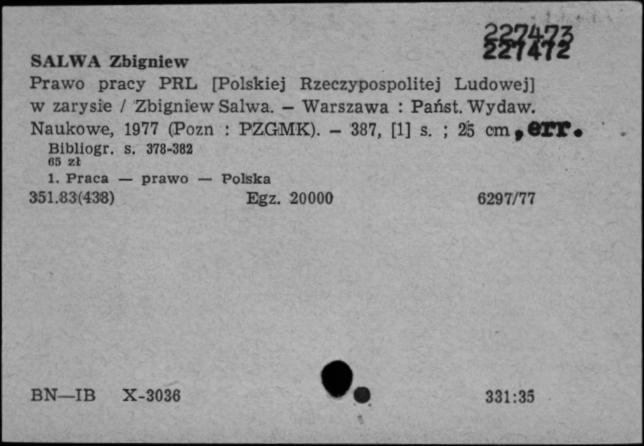 227473
227472
SALWA Zbigniew
Prawo pracy PRL [Polskiej Rzeczypospolitej Ludowej]
w zarysie / Zbigniew Salwa. — Warszawa : Państ. Wydaw.
Naukowe, 1977 (Pozn : PZGMK). — 387, [1] s. ; 25 cm, err.
Bibliogr. s. 378-382
65 zł
1. Praca — prawo — Polska
351.83(438) Egz. 20000 6297/77
BN—IB X-3036 331:35